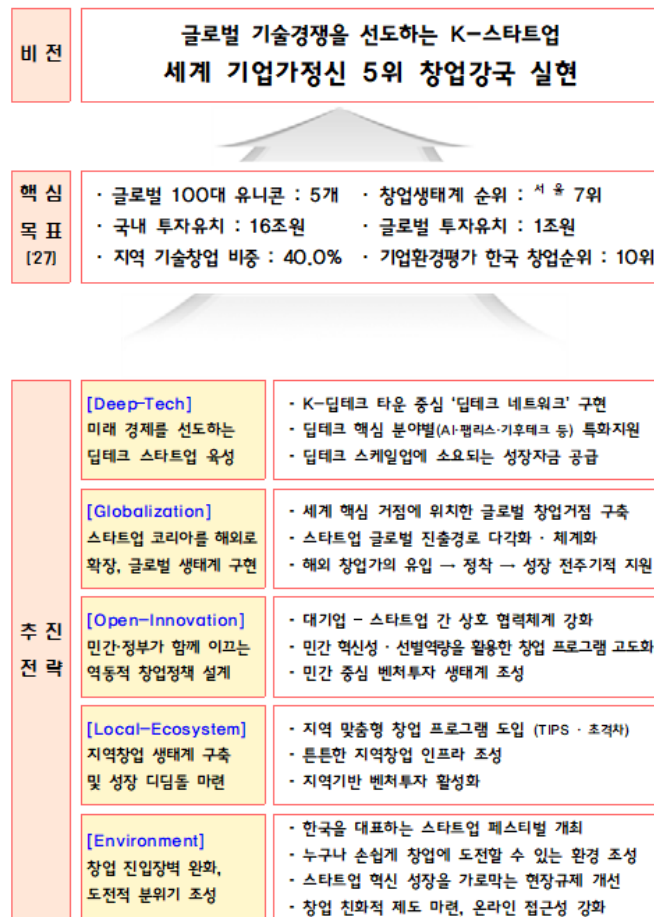 비 전
글로벌 기술경쟁을 선도하는 K-스타트업
세계 기업가정신 5위 창업강국 실현
핵 심
목 표
['27]
· 글로벌 100대 유니콘 : 5개 · 창업생태계 순위 : 서 울 7위
· 국내 투자유치 : 16조원 · 글로벌 투자유치 : 1조원
· 지역 기술창업 비중 : 40.0% · 기업환경평가 한국 창업순위 : 10위
추 진
전 략
[Deep-Tech]
미래 경제를 선도하는
딥테크 스타트업 육성
- K-딥테크 타운 중심 '딥테크 네트워크' 구현
- 딥테크 핵심 분야별(AI·팹리스·기후테크 등) 특화지원
- 딥테크 스케일업에 소요되는 성장자금 공급
[Globalization]
스타트업 코리아를 해외로
확장, 글로벌 생태계 구현
- 세계 핵심 거점에 위치한 글로벌 창업거점 구축
- 스타트업 글로벌 진출경로 다각화 · 체계화
- 해외 창업가의 유입 → 정착 → 성장 전주기적 지원
[Open-Innovation]
민간·정부가 함께 이끄는
역동적 창업정책 설계
- 대기업 - 스타트업 간 상호 협력체계 강화
- 민간 혁신성 · 선별역량을 활용한 창업 프로그램 고도화
- 민간 중심 벤처투자 생태계 조성
[Local-Ecosystem]
지역창업 생태계 구축
및 성장 디딤돌 마련
- 지역 맞춤형 창업 프로그램 도입 (TIPS · 초격차)
- 튼튼한 지역창업 인프라 조성
- 지역기반 벤처투자 활성화
[Environment]
창업 진입장벽 완화,
도전적 분위기 조성
- 한국을 대표하는 스타트업 페스티벌 개최
- 누구나 손쉽게 창업에 도전할 수 있는 환경 조성
- 스타트업 혁신 성장을 가로막는 현장규제 개선
- 창업 친화적 제도 마련, 온라인 접근성 강화